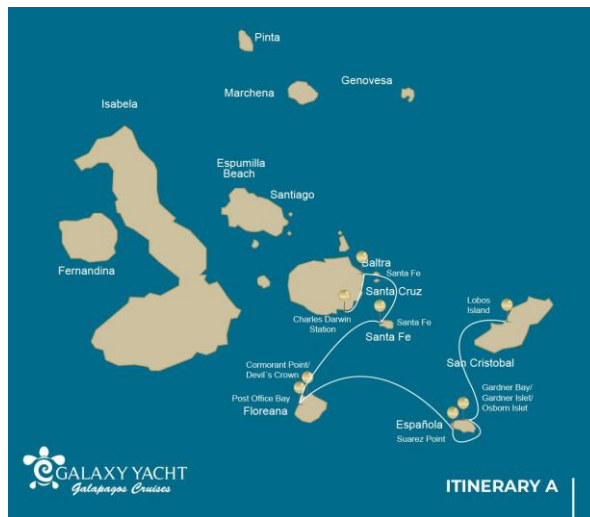 Pinta
Genovesa
Marchena
Isabela
Espumilla
Beach
Santiago
Fernandina
Baltra
Santa Fe
Santa Cruz
Charles Darwin
Station
Santa Fe
Santa Fe
Lobos
Island
San Cristobal
Cormorant Point/
Devil`s Crown
Post Office Bay
Floreana
Gardner Bay/
Gardner Islet/
Osborn Islet
Española
Suarez Point
GALAXY YACHT
Galapagos Cruises
ITINERARY A